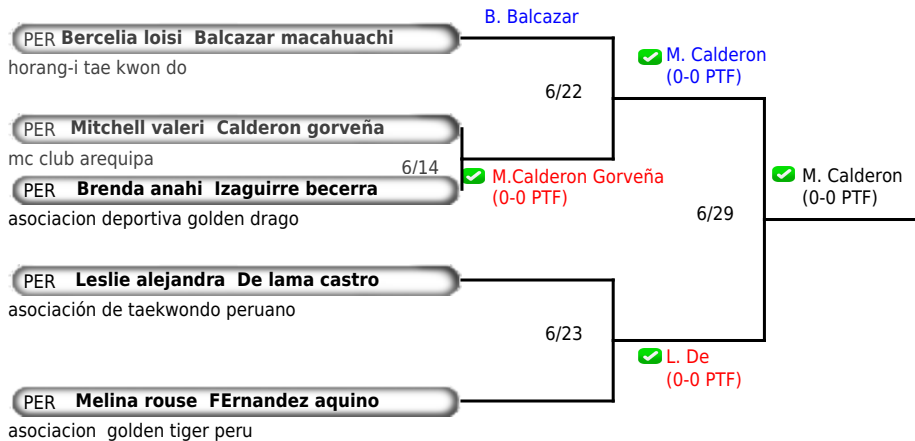 B. Balcazar
PER Bercelia loisi Balcazar macahuachi
horang-i tae kwon do
M. Calderon
(0-0 PTF)
6/22
PER Mitchell valeri Calderon gorveña
mc club arequipa
6/14
M.Calderon Gorveña
(0-0 PTF)
M. Calderon
(0-0 PTF)
PER Brenda anahi Izaguirre becerra
asociacion deportiva golden drago
6/29
PER Leslie alejandra De lama castro
asociación de taekwondo peruano
6/23
L. De
(0-0 PTF)
PER Melina rouse FErnandez aquino
asociacion golden tiger peru